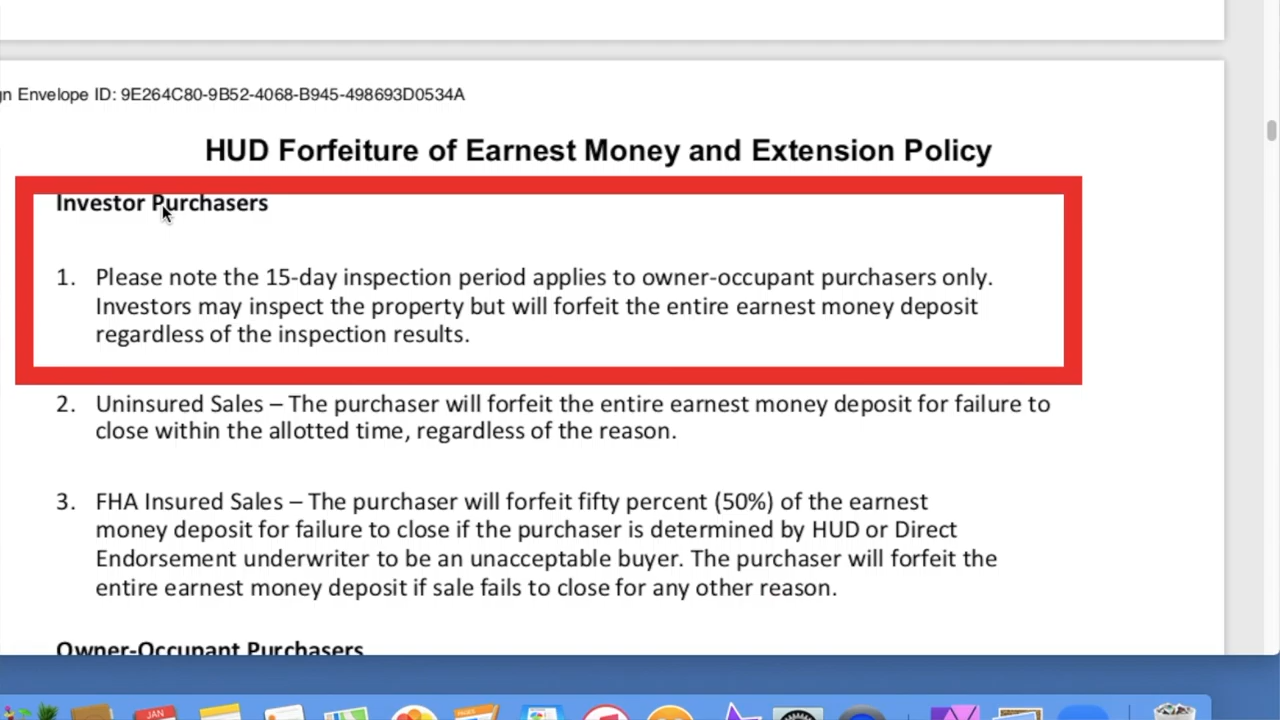 gn Envelope ID: 9E264C80-9B52-4068-B945-498693D0534A
HUD Forfeiture of Earnest Money and Extension Policy
Investor Purchasers
1. Please note the 15-day inspection period applies to owner-occupant purchasers only.
Investors may inspect the property but will forfeit the entire earnest money deposit
regardless of the inspection results.
2. Uninsured Sales – The purchaser will forfeit the entire earnest money deposit for failure to
close within the allotted time, regardless of the reason.
3. FHA Insured Sales – The purchaser will forfeit fifty percent (50%) of the earnest
money deposit for failure to close if the purchaser is determined by HUD or Direct
Endorsement underwriter to be an unacceptable buyer. The purchaser will forfeit the
entire earnest money deposit if sale fails to close for any other reason.
Owner-Occupant Purchasers
JAN
PAGES